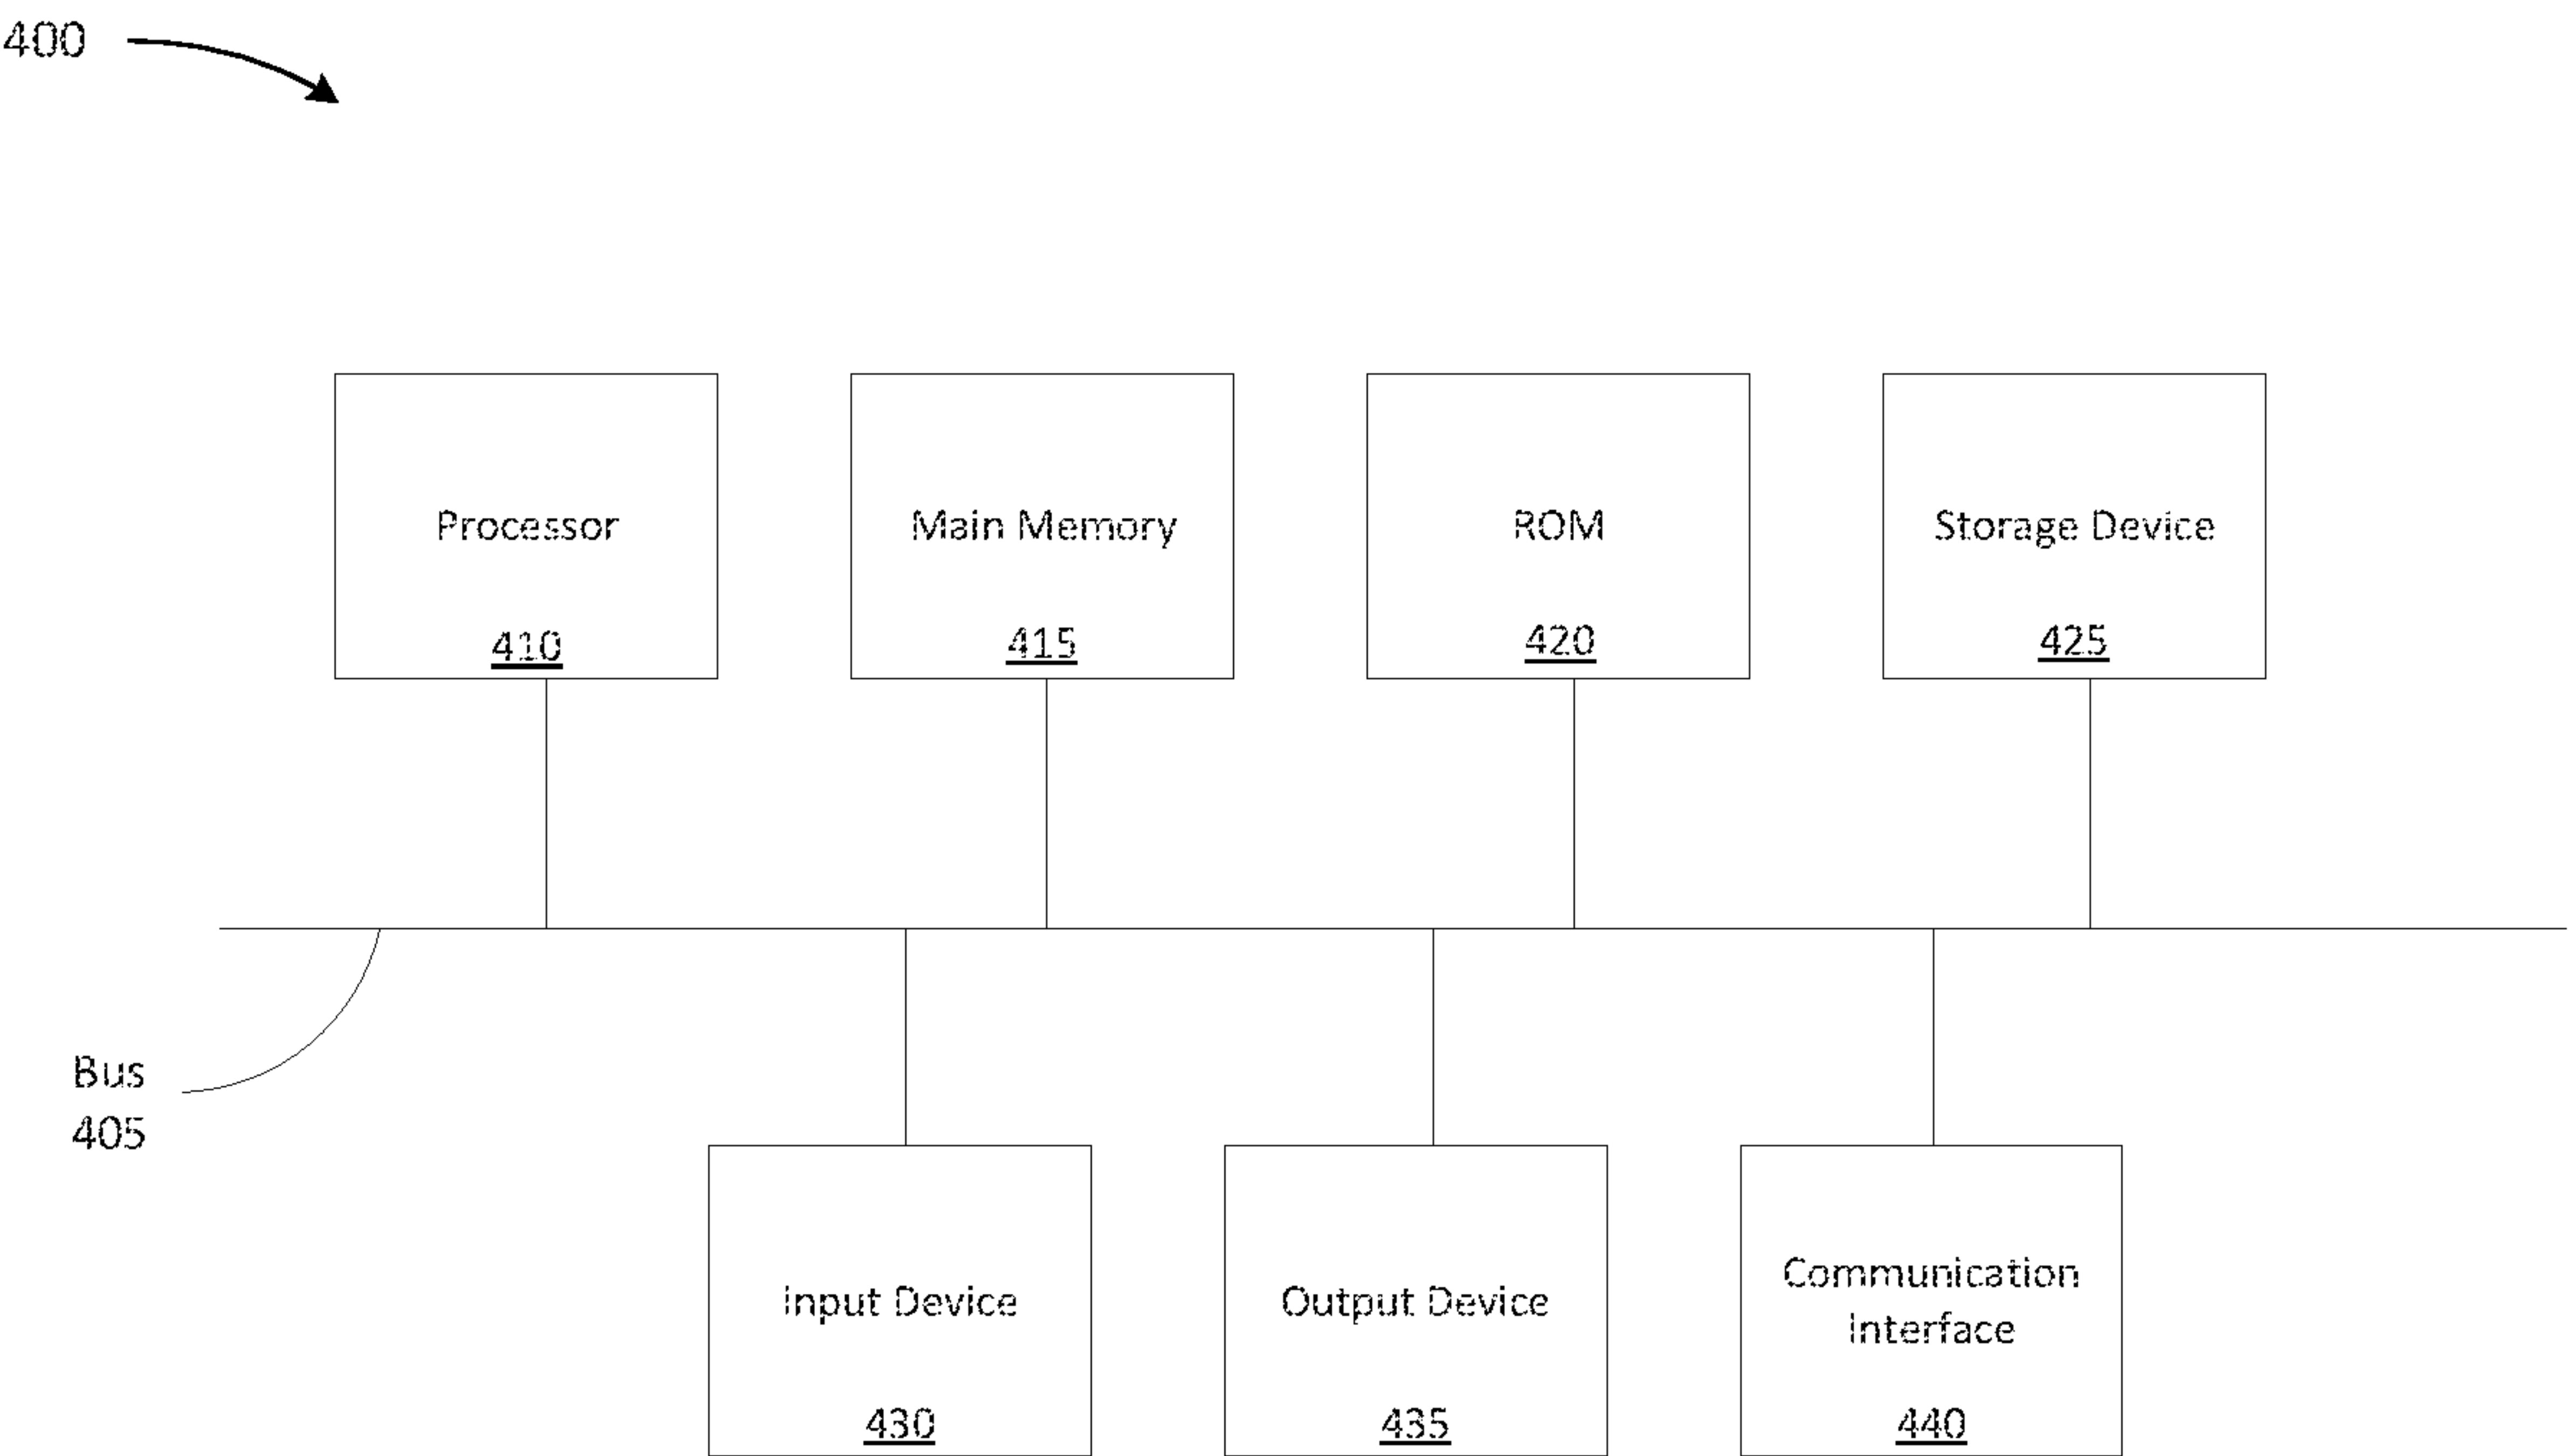 400
Processor
410
Main Memory
415
ROM
420
Storage Device
425
Bus
405
Input Device
430
Output Device
435
Communication
Interface
440